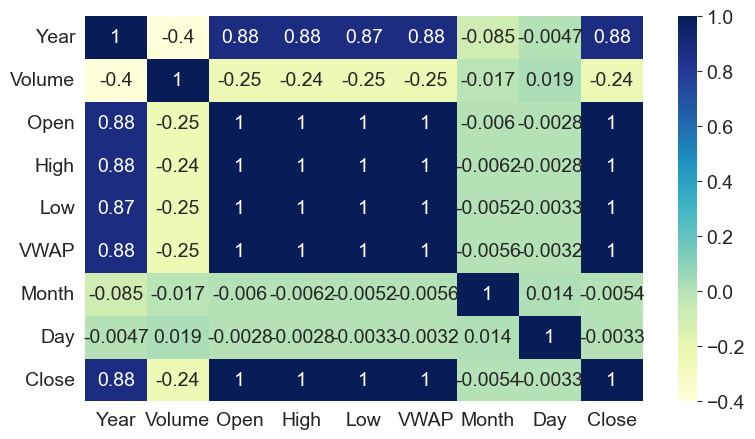 Year 1 -0.4 0.88 0.88 0.87 0.88 -0.085 -0.0047 0.88
Volume -0.4 1 -0.25 -0.24 -0.25 -0.25 -0.017 0.019 -0.24
Open 0.88 -0.25 1 1 1 1 -0.006 -0.0028 1
High 0.88 -0.24 1 1 1 1 -0.0062 -0.0028 1
Low 0.87 -0.25 1 1 1 1 -0.0052 -0.0033 1
VWAP 0.88 -0.25 1 1 1 1 -0.0056 -0.0032 1
Month -0.085 -0.017 -0.006 -0.0062 -0.0052 -0.0056 1 0.014 -0.0054
Day -0.0047 0.019 -0.0028 -0.0028 -0.0033 -0.0032 0.014 1 -0.0033
Close 0.88 -0.24 1 1 1 1 -0.0054 -0.0033 1
Year Volume Open High Low VWAP Month Day Close
1.0
0.8
0.6
0.4
0.2
0.0
−0.2
−0.4